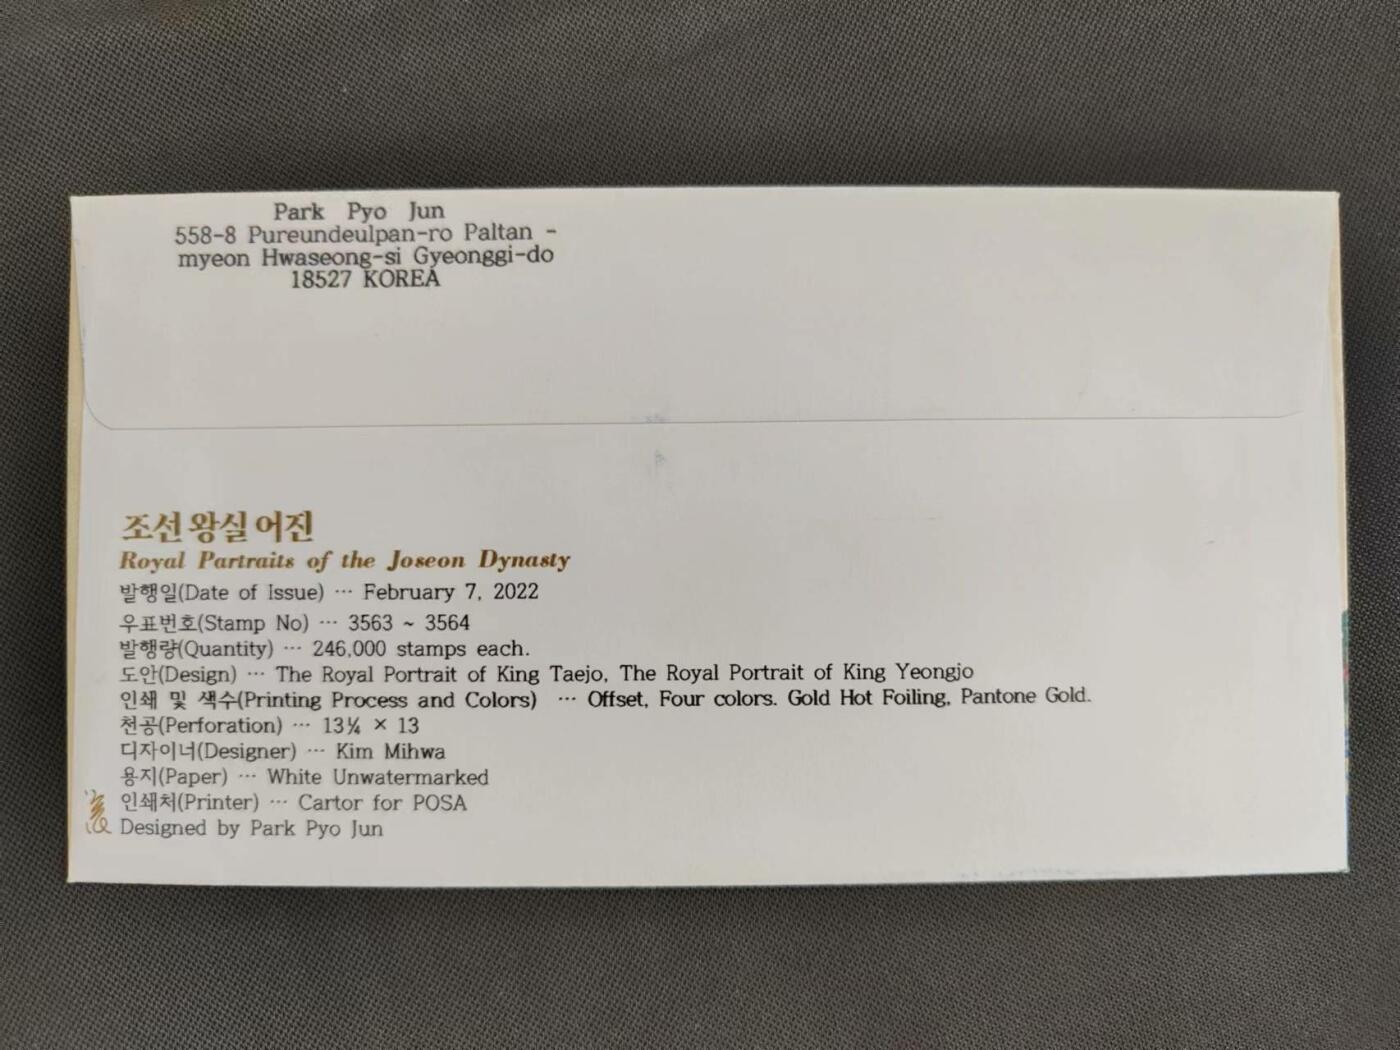 Park Pyo Jun
558-8 Pureundeulpan-ro Paltan -
myeon Hwaseong-si Gyeonggi-do
18527 KOREA
조선 왕실 어진
Royal Partraits of the Joseon Dynasty
발행일(Date of Issue) ··· February 7, 2022
우표번호(Stamp No) ··· 3563 ~ 3564
발행량(Quantity) ··· 246,000 stamps each.
도안(Design) ··· The Royal Portrait of King Taejo, The Royal Portrait of King Yeongjo
인쇄 및 색수(Printing Process and Colors) ··· Offset, Four colors. Gold Hot Foiling, Pantone Gold.
천공(Perforation) ··· 13¼ × 13
디자이너(Designer) ··· Kim Mihwa
용지(Paper) ··· White Unwatermarked
인쇄처(Printer) ··· Cartor for POSA
Designed by Park Pyo Jun